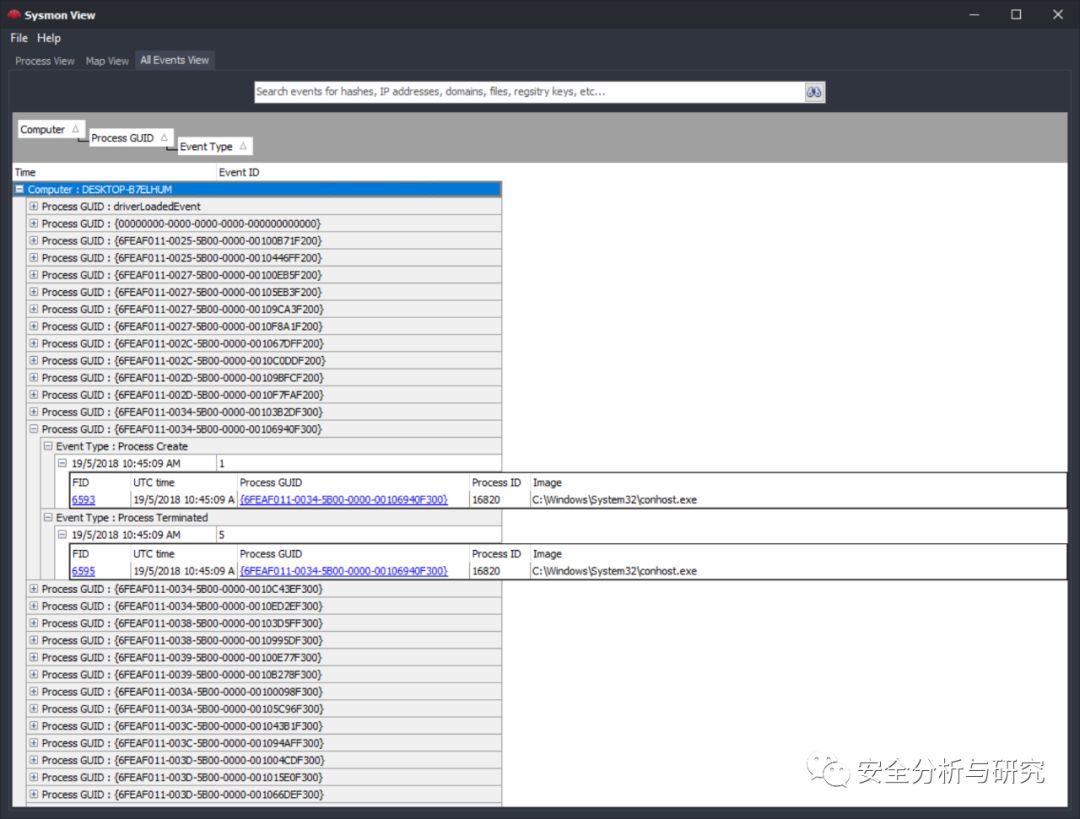 Sysmon View
File Help
Process View Map View All Events View
Search events for hashes, IP addresses, domains, files, regsitry keys, etc...
Computer
Process GUID
Event Type
Time Event ID
Computer : DESKTOP-B7ELHUM
Process GUID : driverLoadedEvent
Process GUID : {00000000-0000-0000-0000-000000000000}
Process GUID : {6FEAF011-0025-5B00-0000-00100B71F200}
Process GUID : {6FEAF011-0025-5B00-0000-0010446FF200}
Process GUID : {6FEAF011-0027-5B00-0000-00100EB5F200}
Process GUID : {6FEAF011-0027-5B00-0000-00105EB3F200}
Process GUID : {6FEAF011-0027-5B00-0000-00109CA3F200}
Process GUID : {6FEAF011-0027-5B00-0000-0010F8A1F200}
Process GUID : {6FEAF011-002C-5B00-0000-001067DFF200}
Process GUID : {6FEAF011-002C-5B00-0000-0010C0DDF200}
Process GUID : {6FEAF011-002D-5B00-0000-00109BFCF200}
Process GUID : {6FEAF011-002D-5B00-0000-0010F7FAF200}
Process GUID : {6FEAF011-0034-5B00-0000-00103B2DF300}
Process GUID : {6FEAF011-0034-5B00-0000-00106940F300}
Event Type : Process Create
19/5/2018 10:45:09 AM 1
FID UTC time Process GUID Process ID Image
6593 19/5/2018 10:45:09 A {6FEAF011-0034-5B00-0000-00106940F300} 16820 C:\Windows\System32\conhost.exe
Event Type : Process Terminated
19/5/2018 10:45:09 AM 5
FID UTC time Process GUID Process ID Image
6595 19/5/2018 10:45:09 A {6FEAF011-0034-5B00-0000-00106940F300} 16820 C:\Windows\System32\conhost.exe
Process GUID : {6FEAF011-0034-5B00-0000-0010C43EF300}
Process GUID : {6FEAF011-0034-5B00-0000-0010ED2EF300}
Process GUID : {6FEAF011-0038-5B00-0000-00103D5FF300}
Process GUID : {6FEAF011-0038-5B00-0000-0010995DF300}
Process GUID : {6FEAF011-0039-5B00-0000-00100E77F300}
Process GUID : {6FEAF011-0039-5B00-0000-0010B278F300}
Process GUID : {6FEAF011-003A-5B00-0000-00100098F300}
Process GUID : {6FEAF011-003A-5B00-0000-00105C96F300}
Process GUID : {6FEAF011-003C-5B00-0000-001043B1F300}
Process GUID : {6FEAF011-003C-5B00-0000-001094AFF300}
Process GUID : {6FEAF011-003D-5B00-0000-001004CDF300}
Process GUID : {6FEAF011-003D-5B00-0000-001015E0F300}
Process GUID : {6FEAF011-003D-5B00-0000-001066DEF300}
安全分析与研究